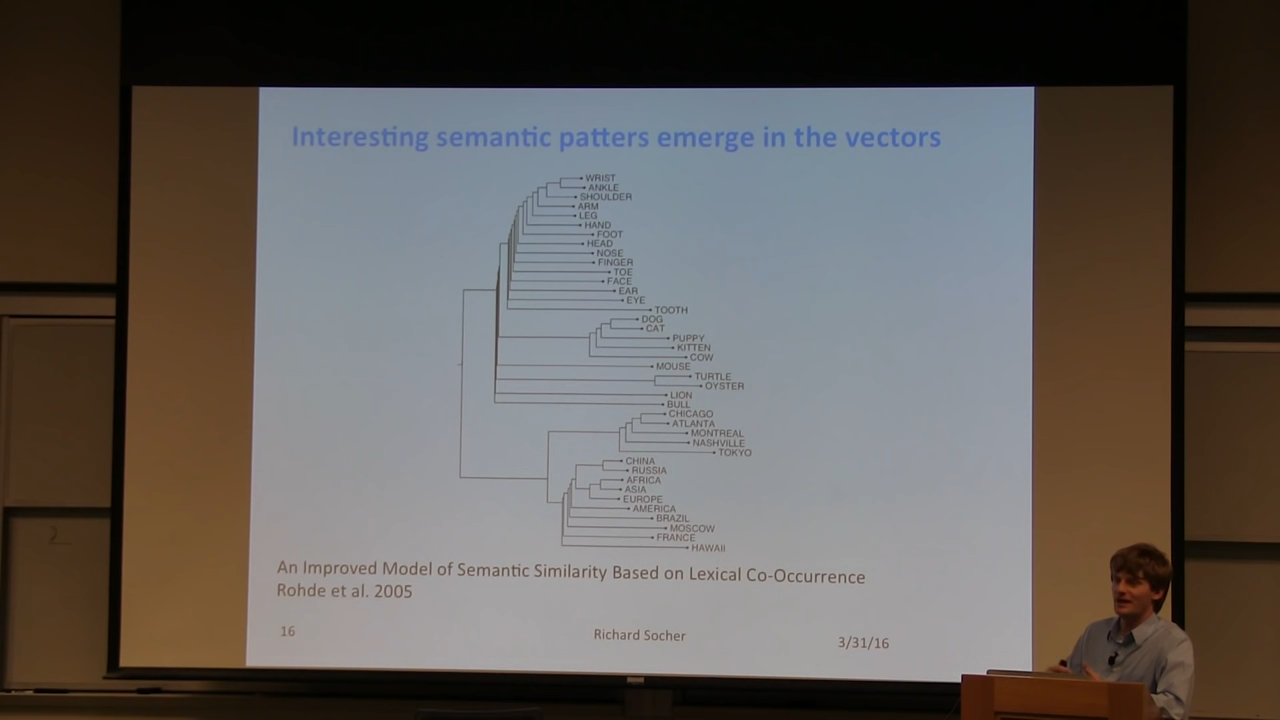 Interesting semantic patters emerge in the vectors
WRIST
ANKLE
SHOULDER
ARM
LEG
HAND
FOOT
HEAD
NOSE
FINGER
TOE
FACE
EAR
EYE
TOOTH
DOG
CAT
PUPPY
KITTEN
COW
MOUSE
TURTLE
OYSTER
LION
BULL
CHICAGO
ATLANTA
MONTREAL
NASHVILLE
TOKYO
CHINA
RUSSIA
AFRICA
ASIA
EUROPE
AMERICA
BRAZIL
MOSCOW
FRANCE
HAWAII
An Improved Model of Semantic Similarity Based on Lexical Co-Occurrence
Rohde et al. 2005
16 Richard Socher 3/31/16